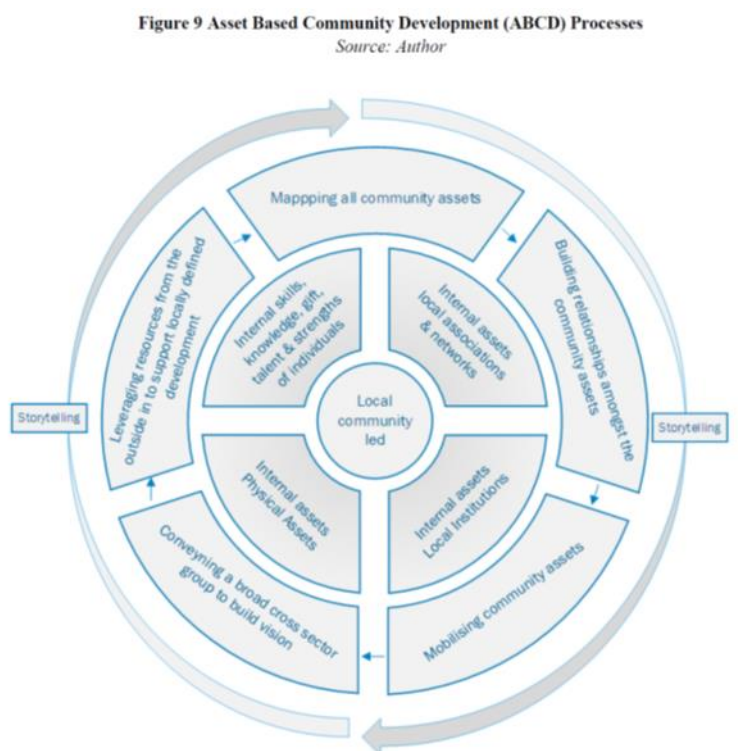 Figure 9 Asset Based Community Development (ABCD) Processes
Source: Author
Mappping all community assets
Building relationships amongst the
community assets
Mobilising community assets
Conveyning a broad cross sector
group to build vision
Leveraging resources from the
outside in to support locally defined
development
Internal skills,
knowledge, gift,
talent & strengths
of individuals
Internal assets
local associations
& networks
Internal assets
Local Institutions
Internal assets
Physical Assets
Local
community
led
Storytelling
Storytelling